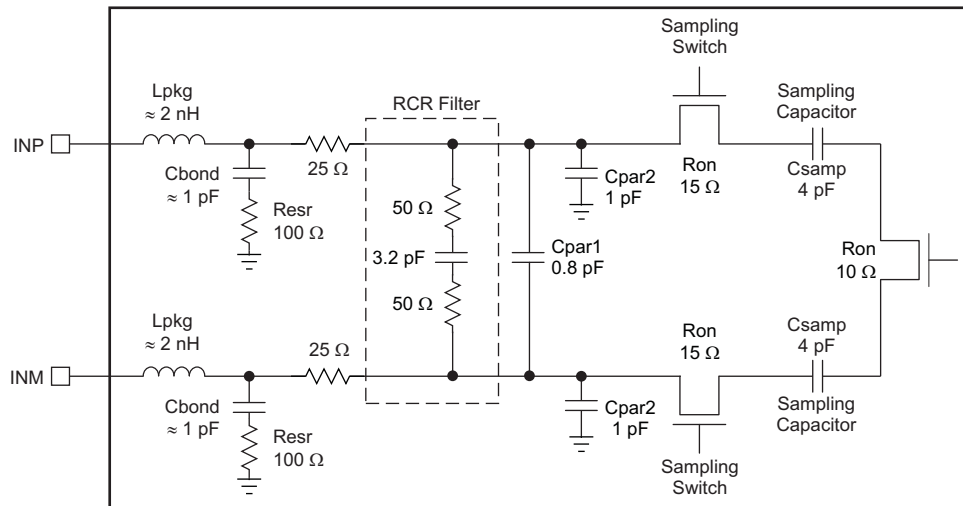 Sampling
Switch
Lpkg
≈ 2 nH
RCR Filter
Sampling
Capacitor
INP
25 Ω
Cbond
≈ 1 pF
Resr
100 Ω
50 Ω
3.2 pF
50 Ω
Cpar1
0.8 pF
Cpar2
1 pF
Ron
15 Ω
Csamp
4 pF
Ron
10 Ω
Lpkg
≈ 2 nH
25 Ω
Ron
15 Ω
Csamp
4 pF
INM
Cbond
≈ 1 pF
Resr
100 Ω
Cpar2
1 pF
Sampling
Capacitor
Sampling
Switch